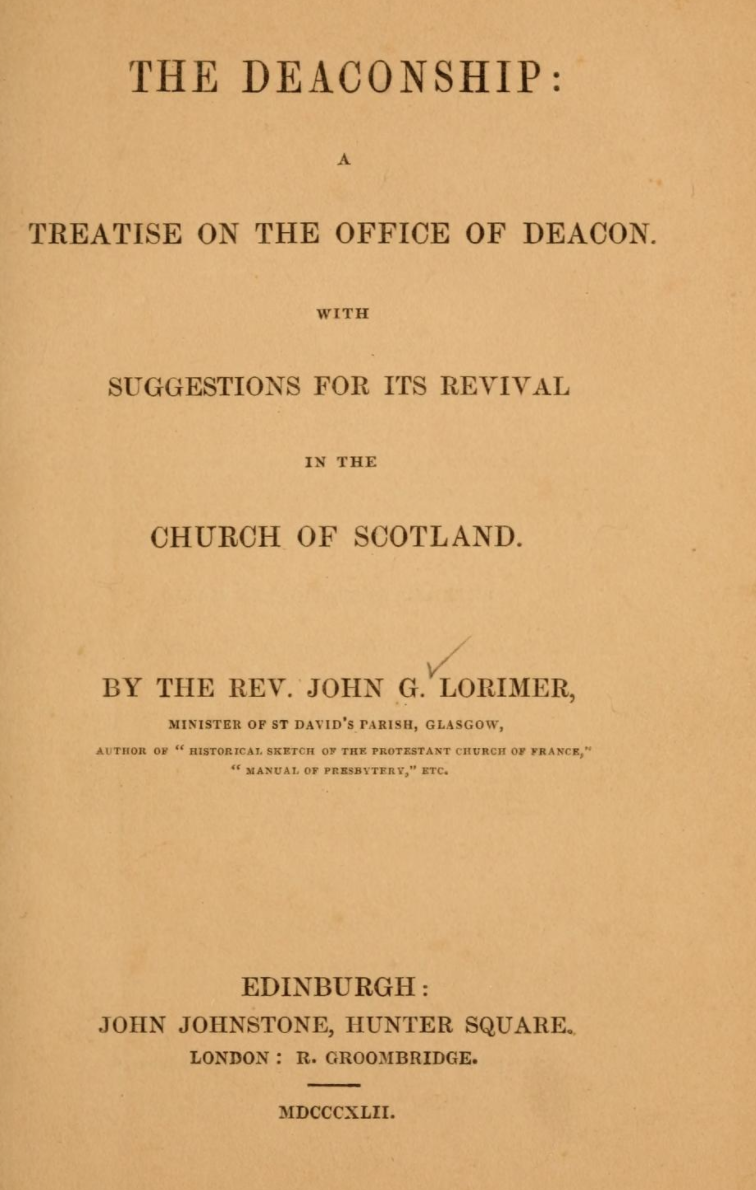 THE DEACONSHIP:
A
TREATISE ON THE OFFICE OF DEACON.
WITH
SUGGESTIONS FOR ITS REVIVAL
IN THE
CHURCH OF SCOTLAND.
BY THE REV. JOHN G. LORIMER,
MINISTER OF ST DAVID'S PARISH, GLASGOW,
AUTHOR OF “ HISTORICAL SKETCH OF THE PROTESTANT CHURCH OF FRANCE,”
“ MANUAL OF PRESBYTERY,” ETC.
EDINBURGH:
JOHN JOHNSTONE, HUNTER SQUARE.
LONDON: R. GROOMBRIDGE.
MDCCCXLII.